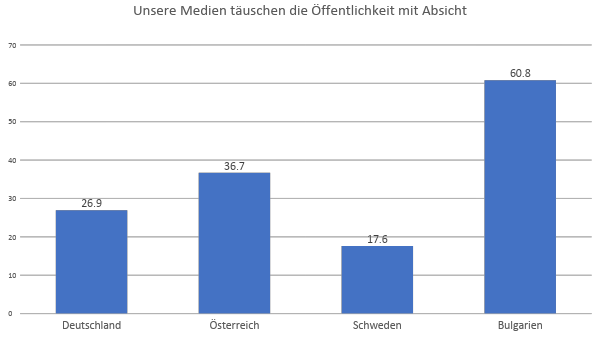 Unsere Medien täuschen die Öffentlichkeit mit Absicht
70
60
50
40
30
20
10
0
26.9
36.7
17.6
60.8
Deutschland
Österreich
Schweden
Bulgarien